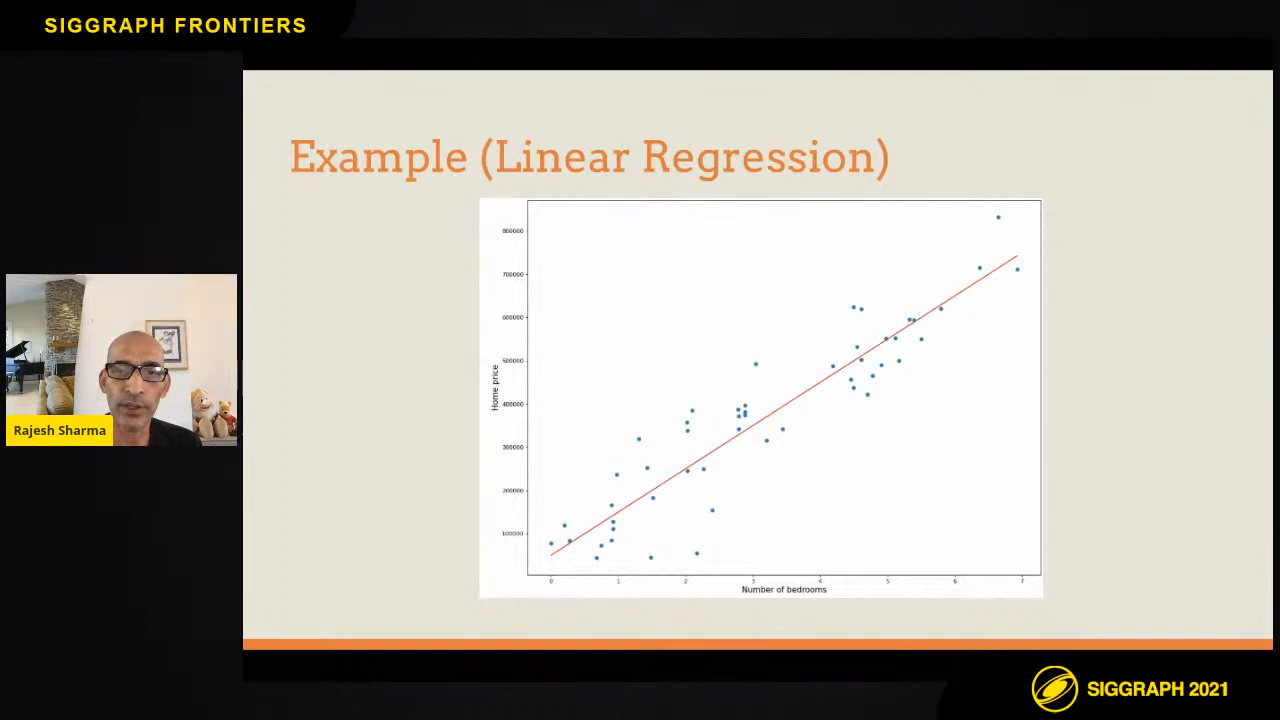 SIGGRAPH FRONTIERS
Example (Linear Regression)
800000
700000
600000
500000
400000
300000
200000
100000
Home price
0 1 2 3 4 5 6 7
Number of bedrooms
Rajesh Sharma
SIGGRAPH 2021